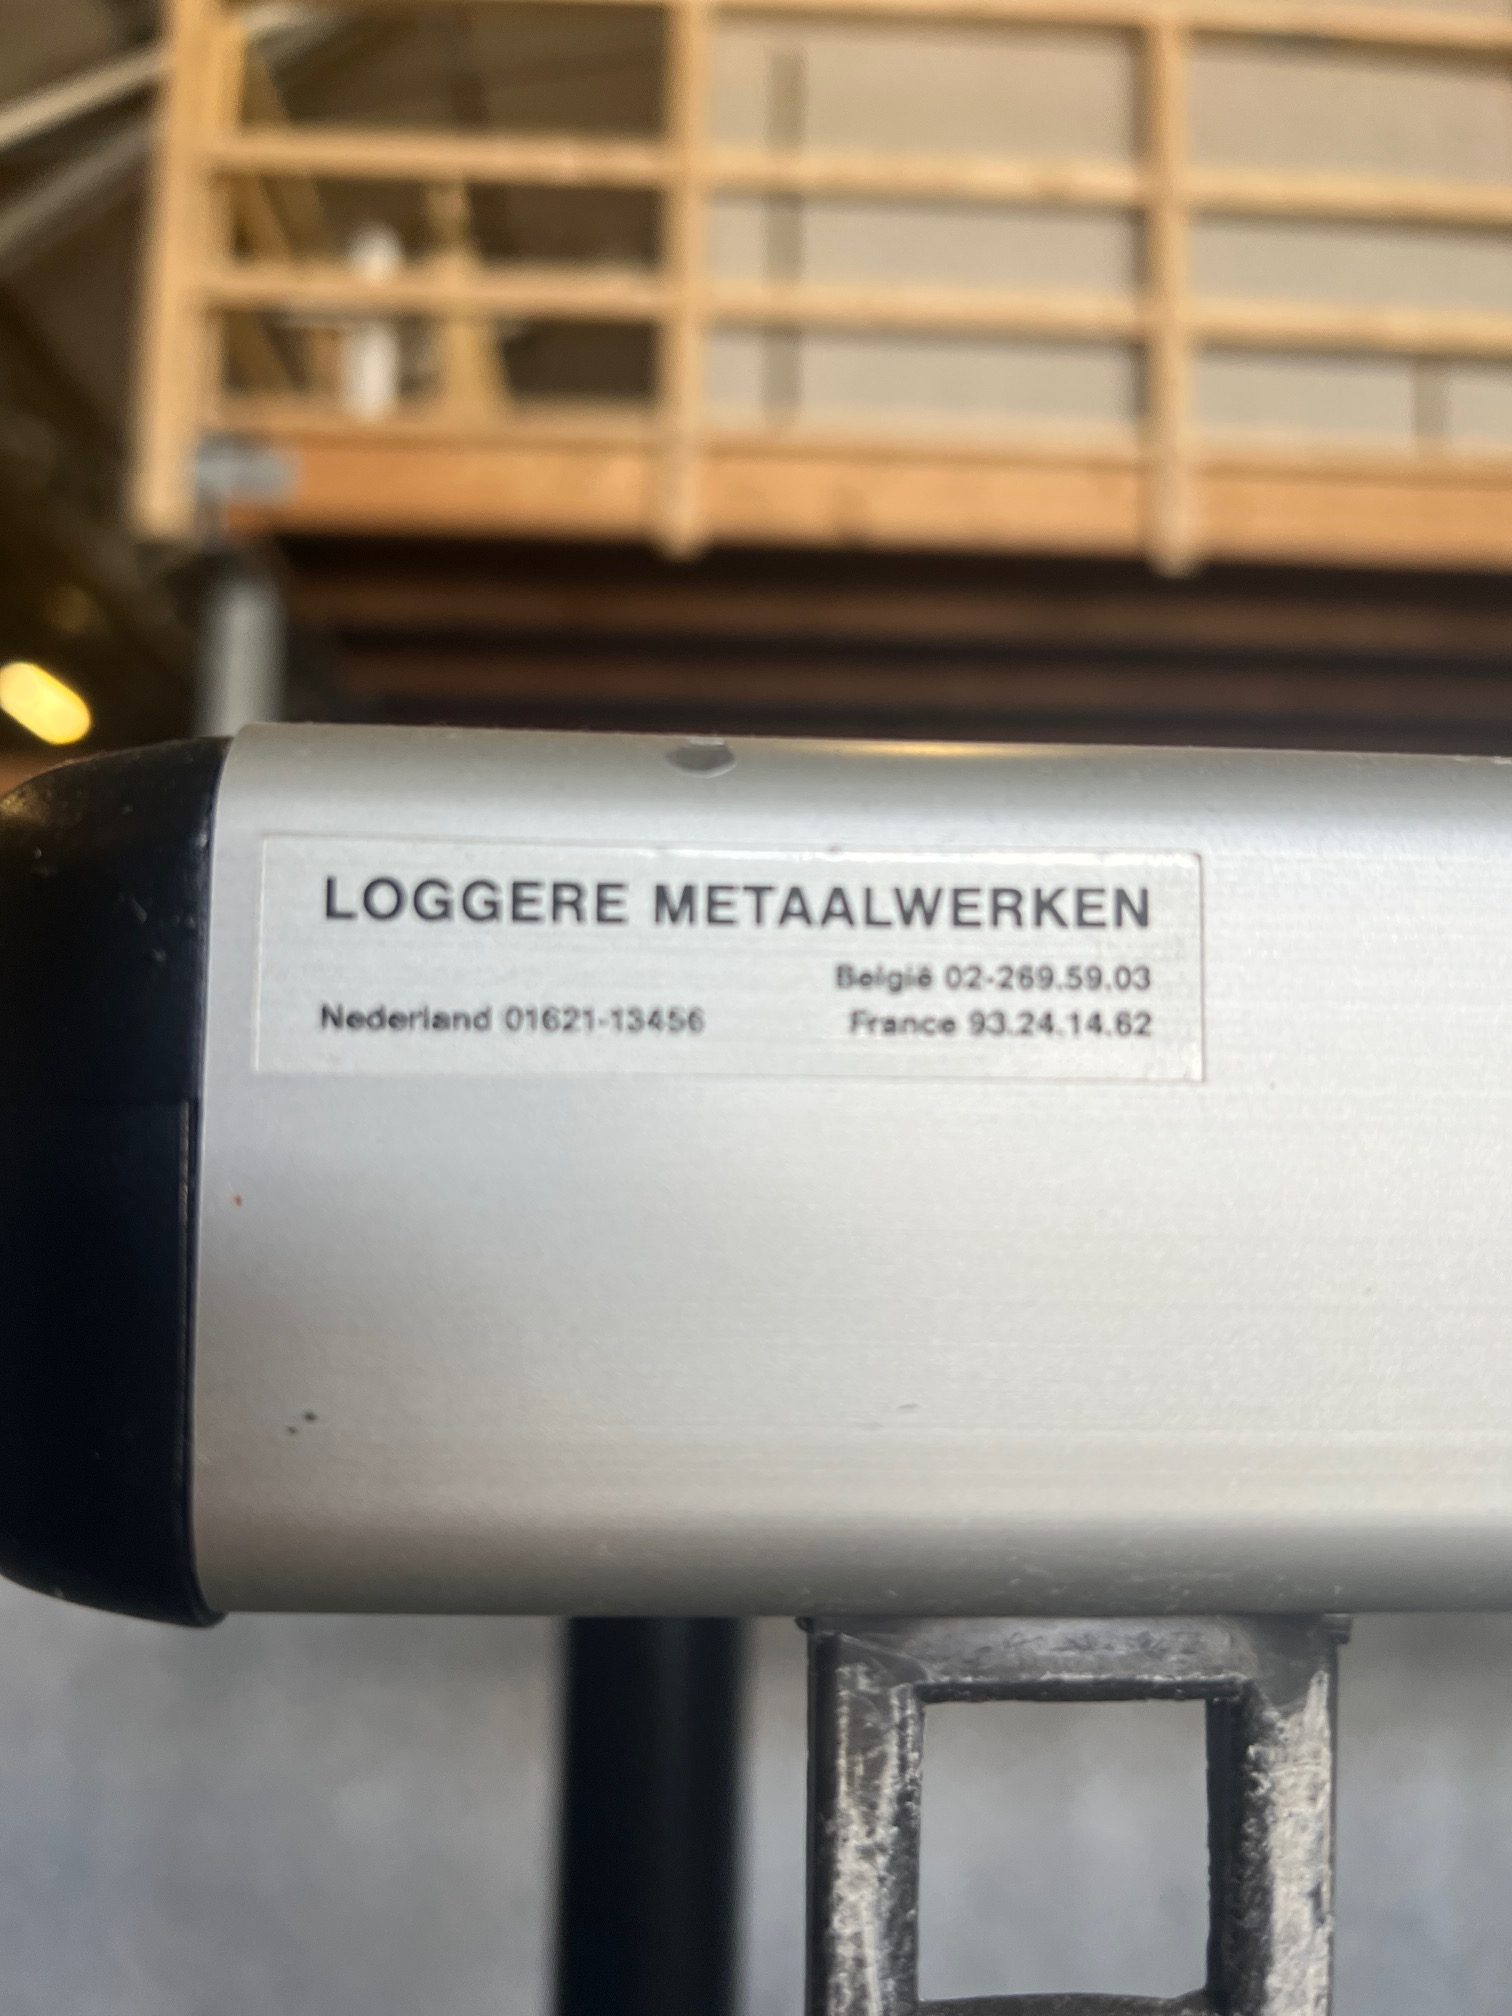 LOGGERE METAALWERKEN
België 02-269.59.03
Nederland 01621-13456
France 93.24.14.62